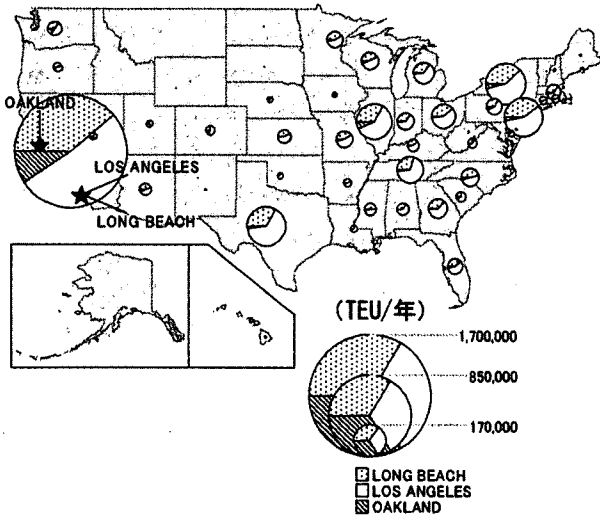 OAKLAND
LOS ANGELES
LONG BEACH
(TEU/年)
1,700,000
850,000
170,000
LONG BEACH
LOS ANGELES
OAKLAND